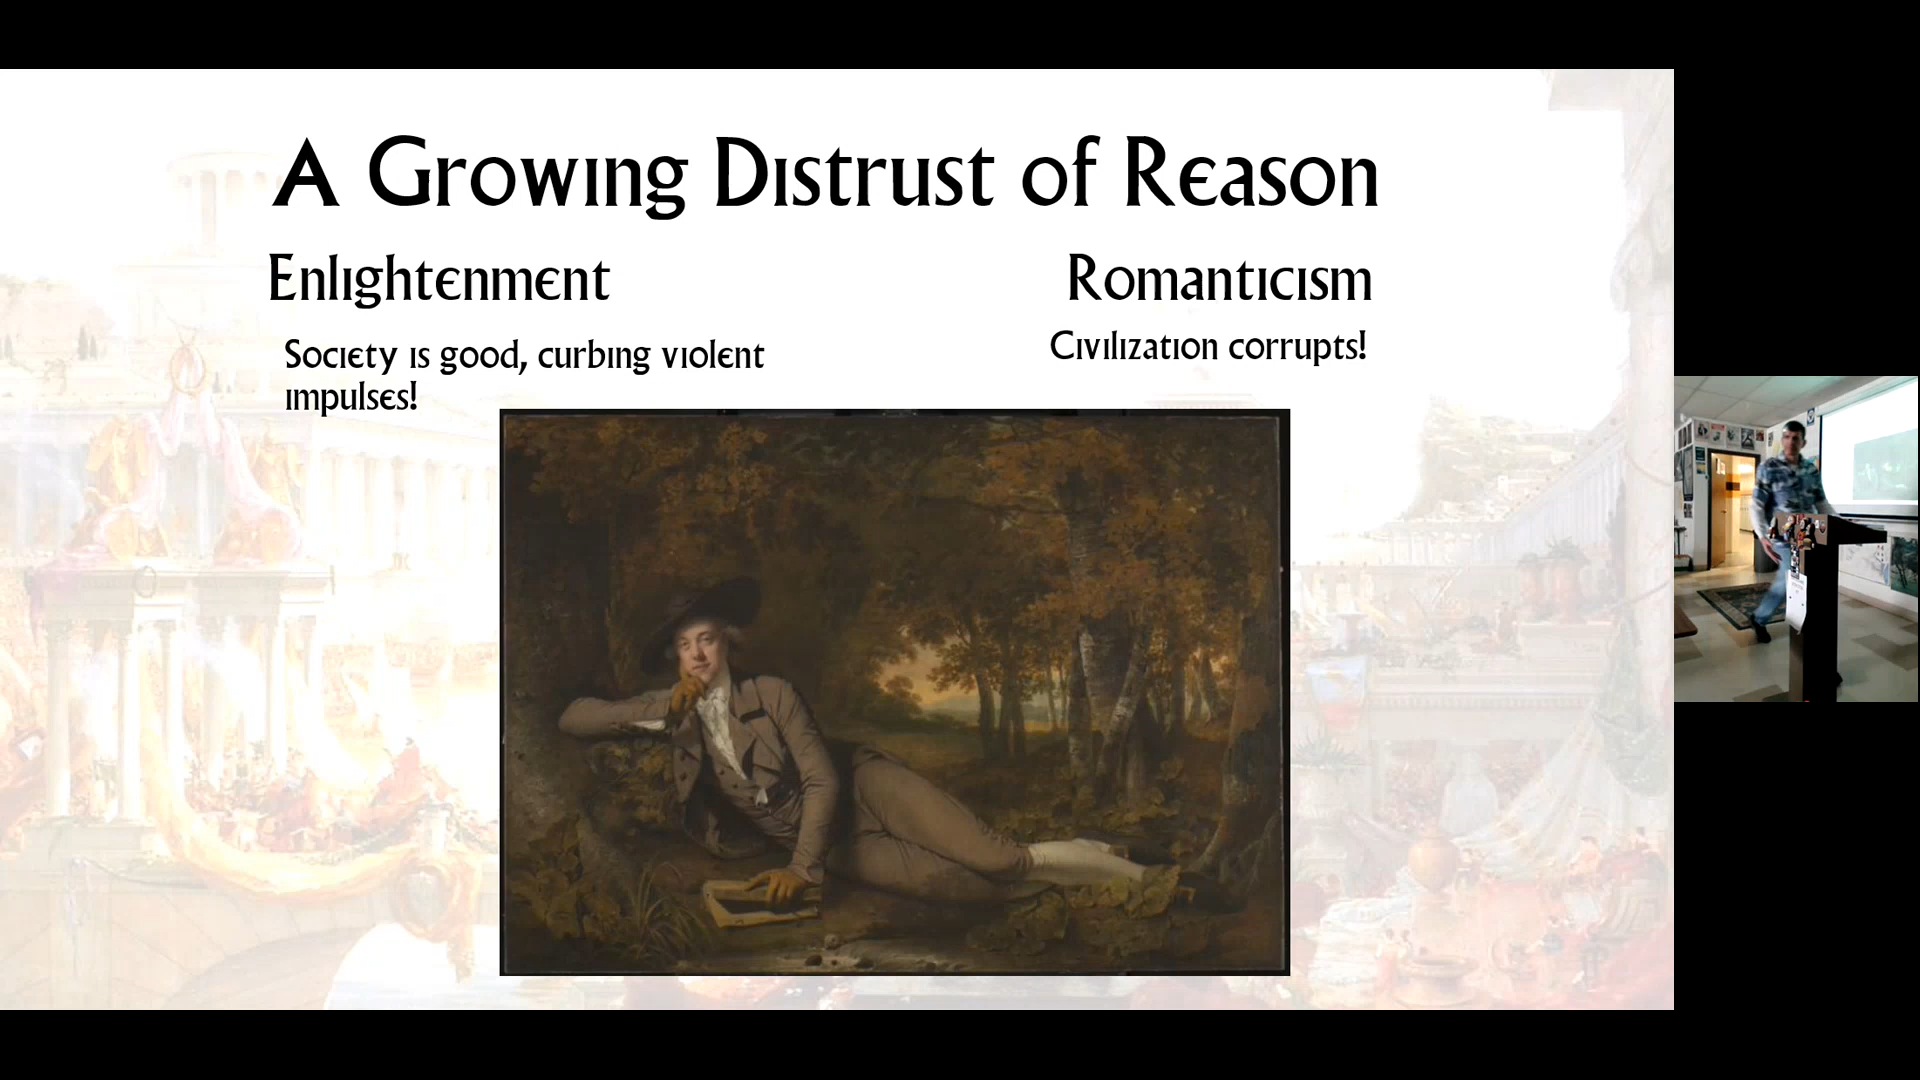 A Growing Distrust of Reason
Enlightenment
Romanticism
Society is good, curbing violent
impulses!
Civilization corrupts!